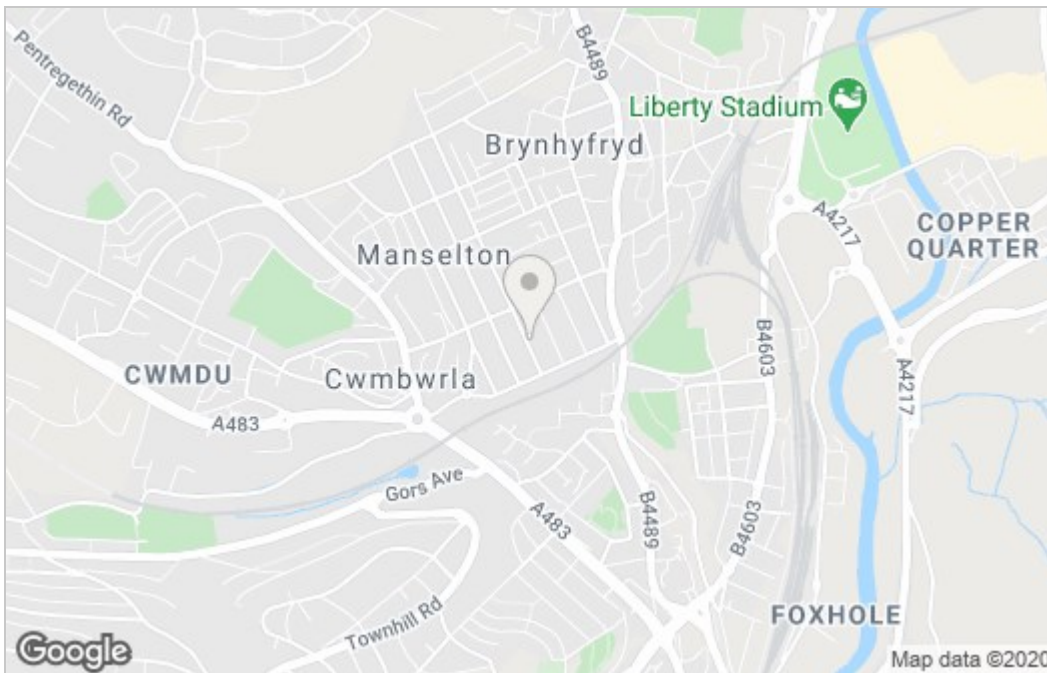 B4489
Pentregethin Rd
Liberty Stadium
Brynhyfryd
A4217
COPPER
QUARTER
Manselton
B4603
CWMDU
Cwmbwrla
A4217
A483
Gors Ave
A483
B4489
B4603
Townhill Rd
FOXHOLE
Google
Map data ©2020